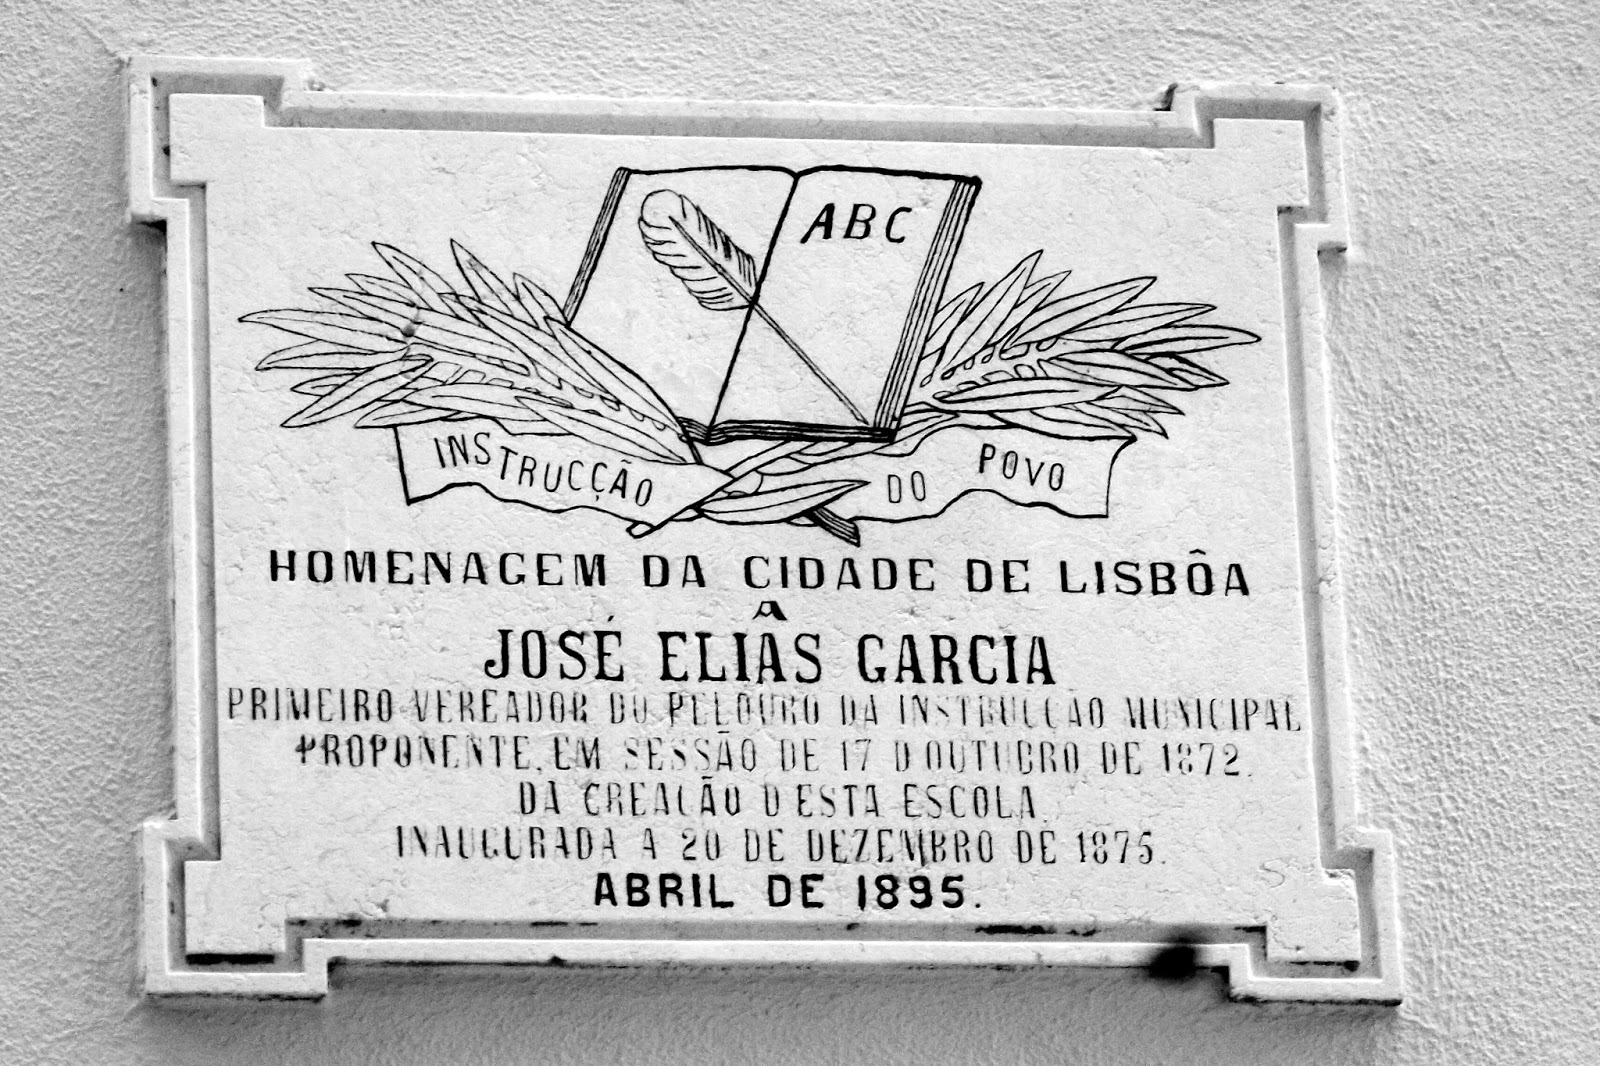 ABC
INSTRUCÇÃO DO POVO
HOMENAGEM DA CIDADE DE LISBÔA
A
JOSÉ ELIAS GARCIA
PRIMEIRO VEREADOR DO PELOURO DA INSTRUCÇÃO MUNICIPAL
PROPONENTE, EM SESSÃO DE 17 D'OUTUBRO DE 1872,
DA CREAÇÃO D'ESTA ESCOLA,
INAUGURADA A 20 DE DEZEMBRO DE 1875.
ABRIL DE 1895.